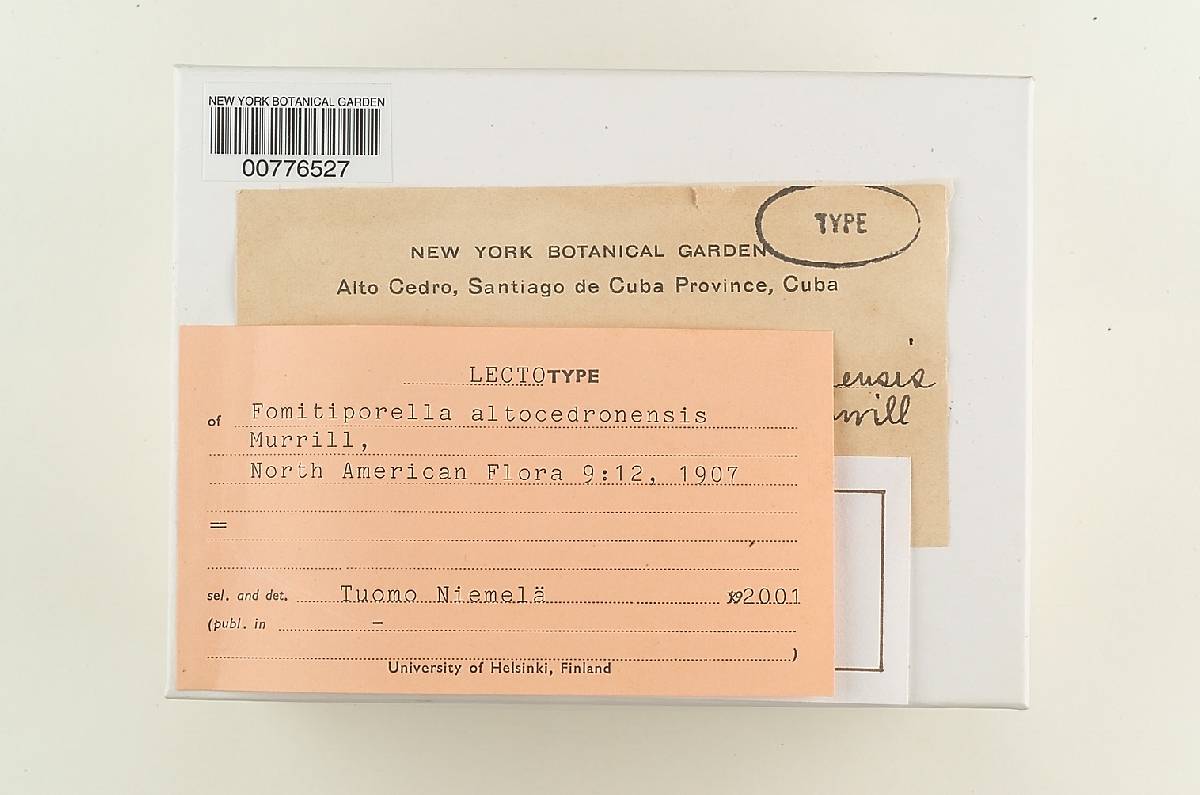 NEW YORK BOTANICAL GARDEN
00776527
TYPE
NEW YORK BOTANICAL GARDEN
Alto Cedro, Santiago de Cuba Province, Cuba
ensis
rrill
LECTOTYPE
of Fomitiporella altocedronensis
Murrill,
North American Flora 9:12, 1907
=
sel. and det. Tuomo Niemelä 2001
(publ. in –
)
University of Helsinki, Finland